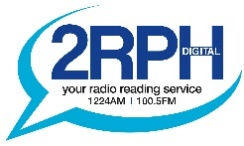 2RPH
DIGITAL
your radio reading service
1224AM | 100.5FM